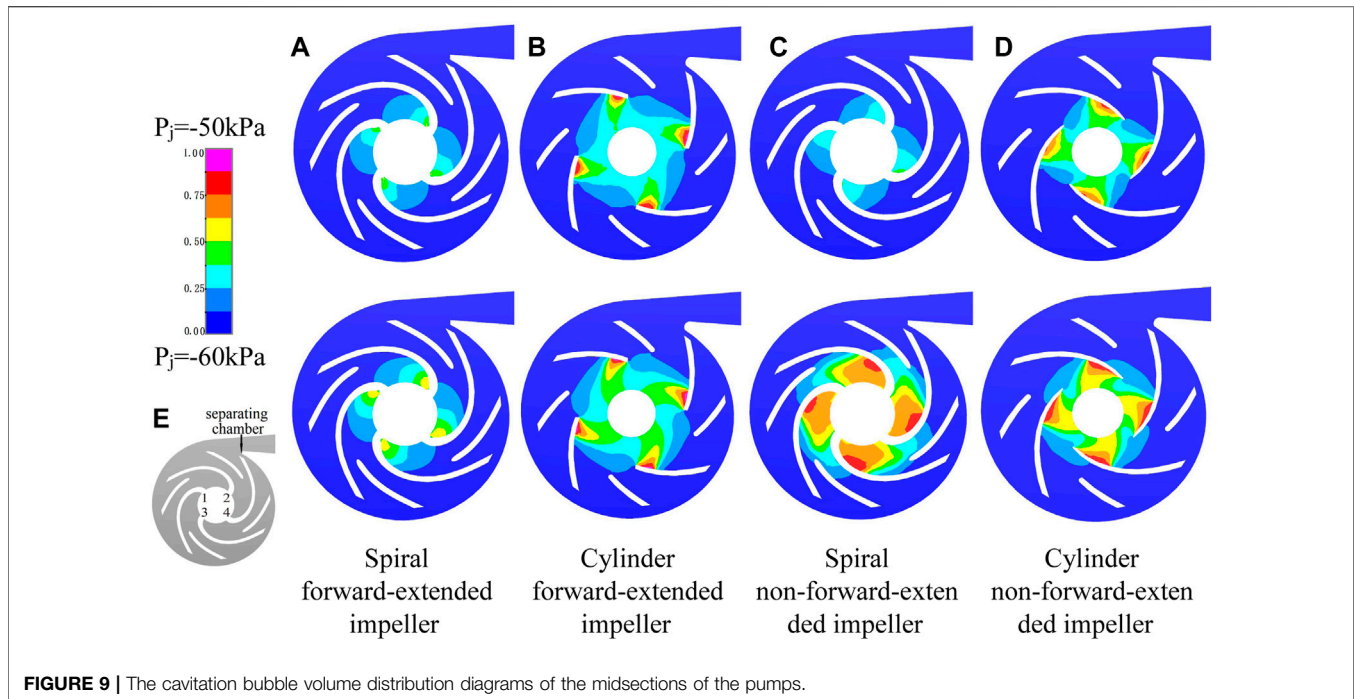 A
B
C
D
Pj=-50kPa
1.00
0.75
0.50
0.25
0.00
Pj=-60kPa
E
separating
chamber
1 2
3 4
Spiral
forward-extended
impeller
Cylinder
forward-extended
impeller
Spiral
non-forward-exten
ded impeller
Cylinder
non-forward-exten
ded impeller
FIGURE 9 | The cavitation bubble volume distribution diagrams of the midsections of the pumps.